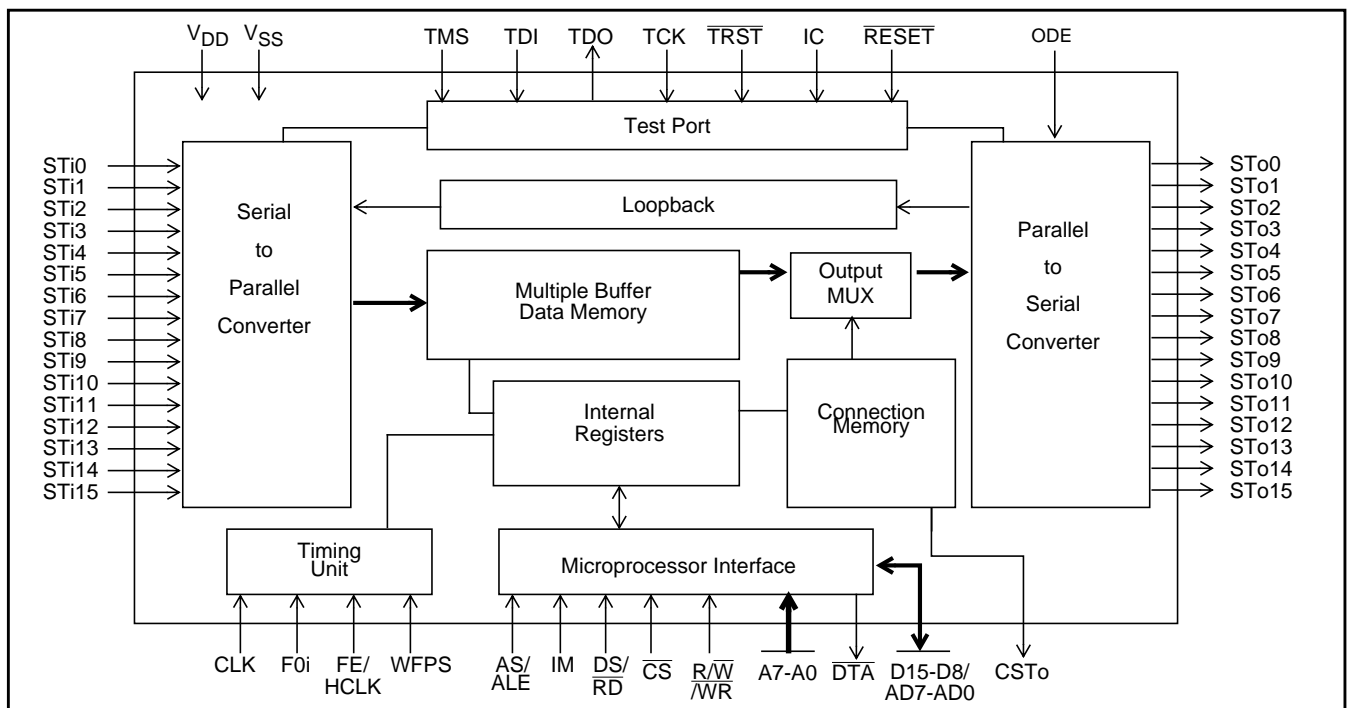 VDD VSS TMS TDI TDO TCK TRST IC RESET ODE
Test Port
STi0
STi1
STi2
STi3
STi4
STi5
STi6
STi7
STi8
STi9
STi10
STi11
STi12
STi13
STi14
STi15
Serial
to
Parallel
Converter
Loopback
Multiple Buffer
Data Memory
Output
MUX
Internal
Registers
Connection
Memory
Parallel
to
Serial
Converter
STo0
STo1
STo2
STo3
STo4
STo5
STo6
STo7
STo8
STo9
STo10
STo11
STo12
STo13
STo14
STo15
Timing
Unit
Microprocessor Interface
CLK
F0i
FE/
HCLK
WFPS
AS/
ALE
IM
DS/
RD
CS
R/W
/WR
A7-A0
DTA
D15-D8/
AD7-AD0
CSTo